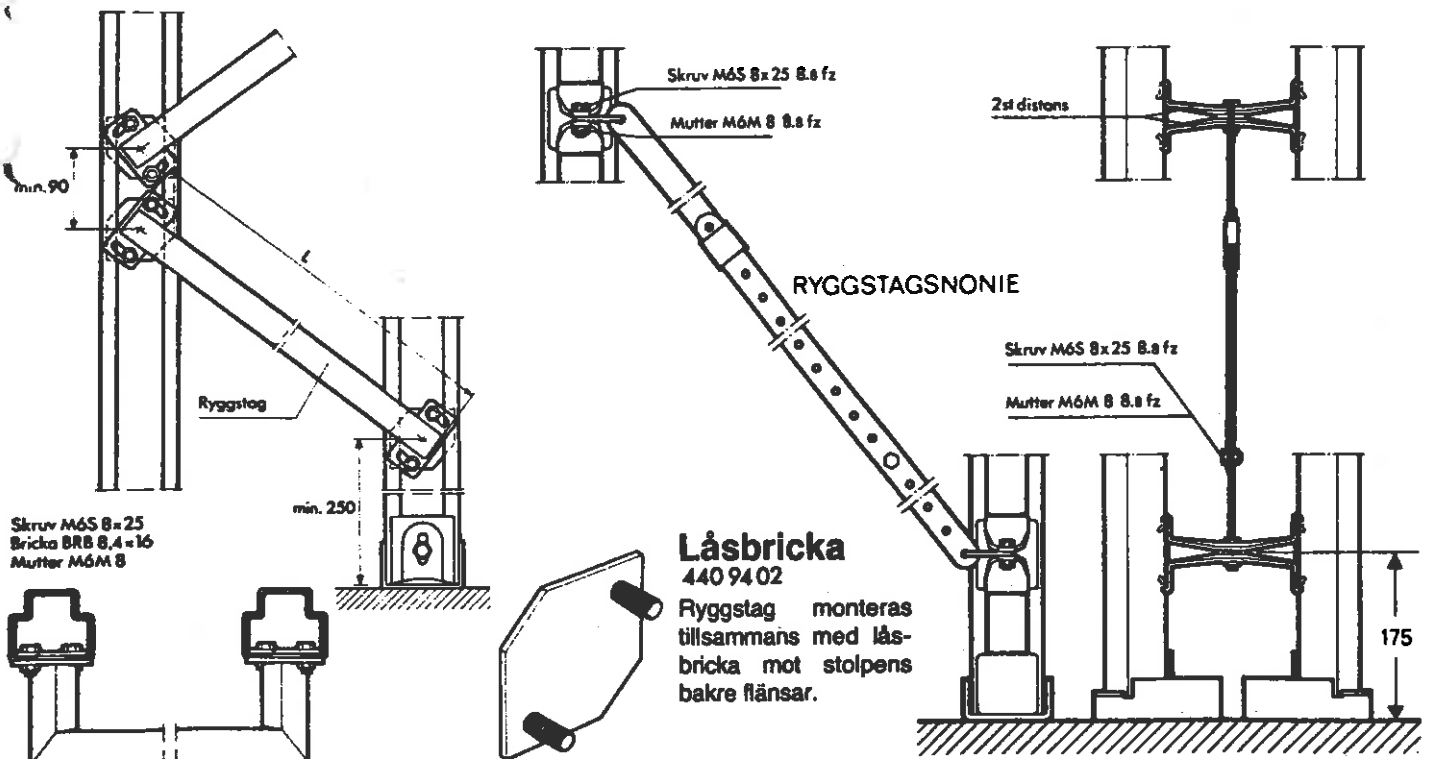 min. 90
L
Ryggstag
min. 250
Skruv M6S 8x25
Bricka BRB 8,4x16
Mutter M6M 8
Skruv M6S 8x25 8.8 fz
Mutter M6M 8 8.8 fz
RYGGSTAGSNONIE
2st distans
Skruv M6S 8x25 8.8 fz
Mutter M6M 8 8.8 fz
175
Låsbricka
440 94 02
Ryggstag monteras
tillsammans med lås-
bricka mot stolpens
bakre flänsar.